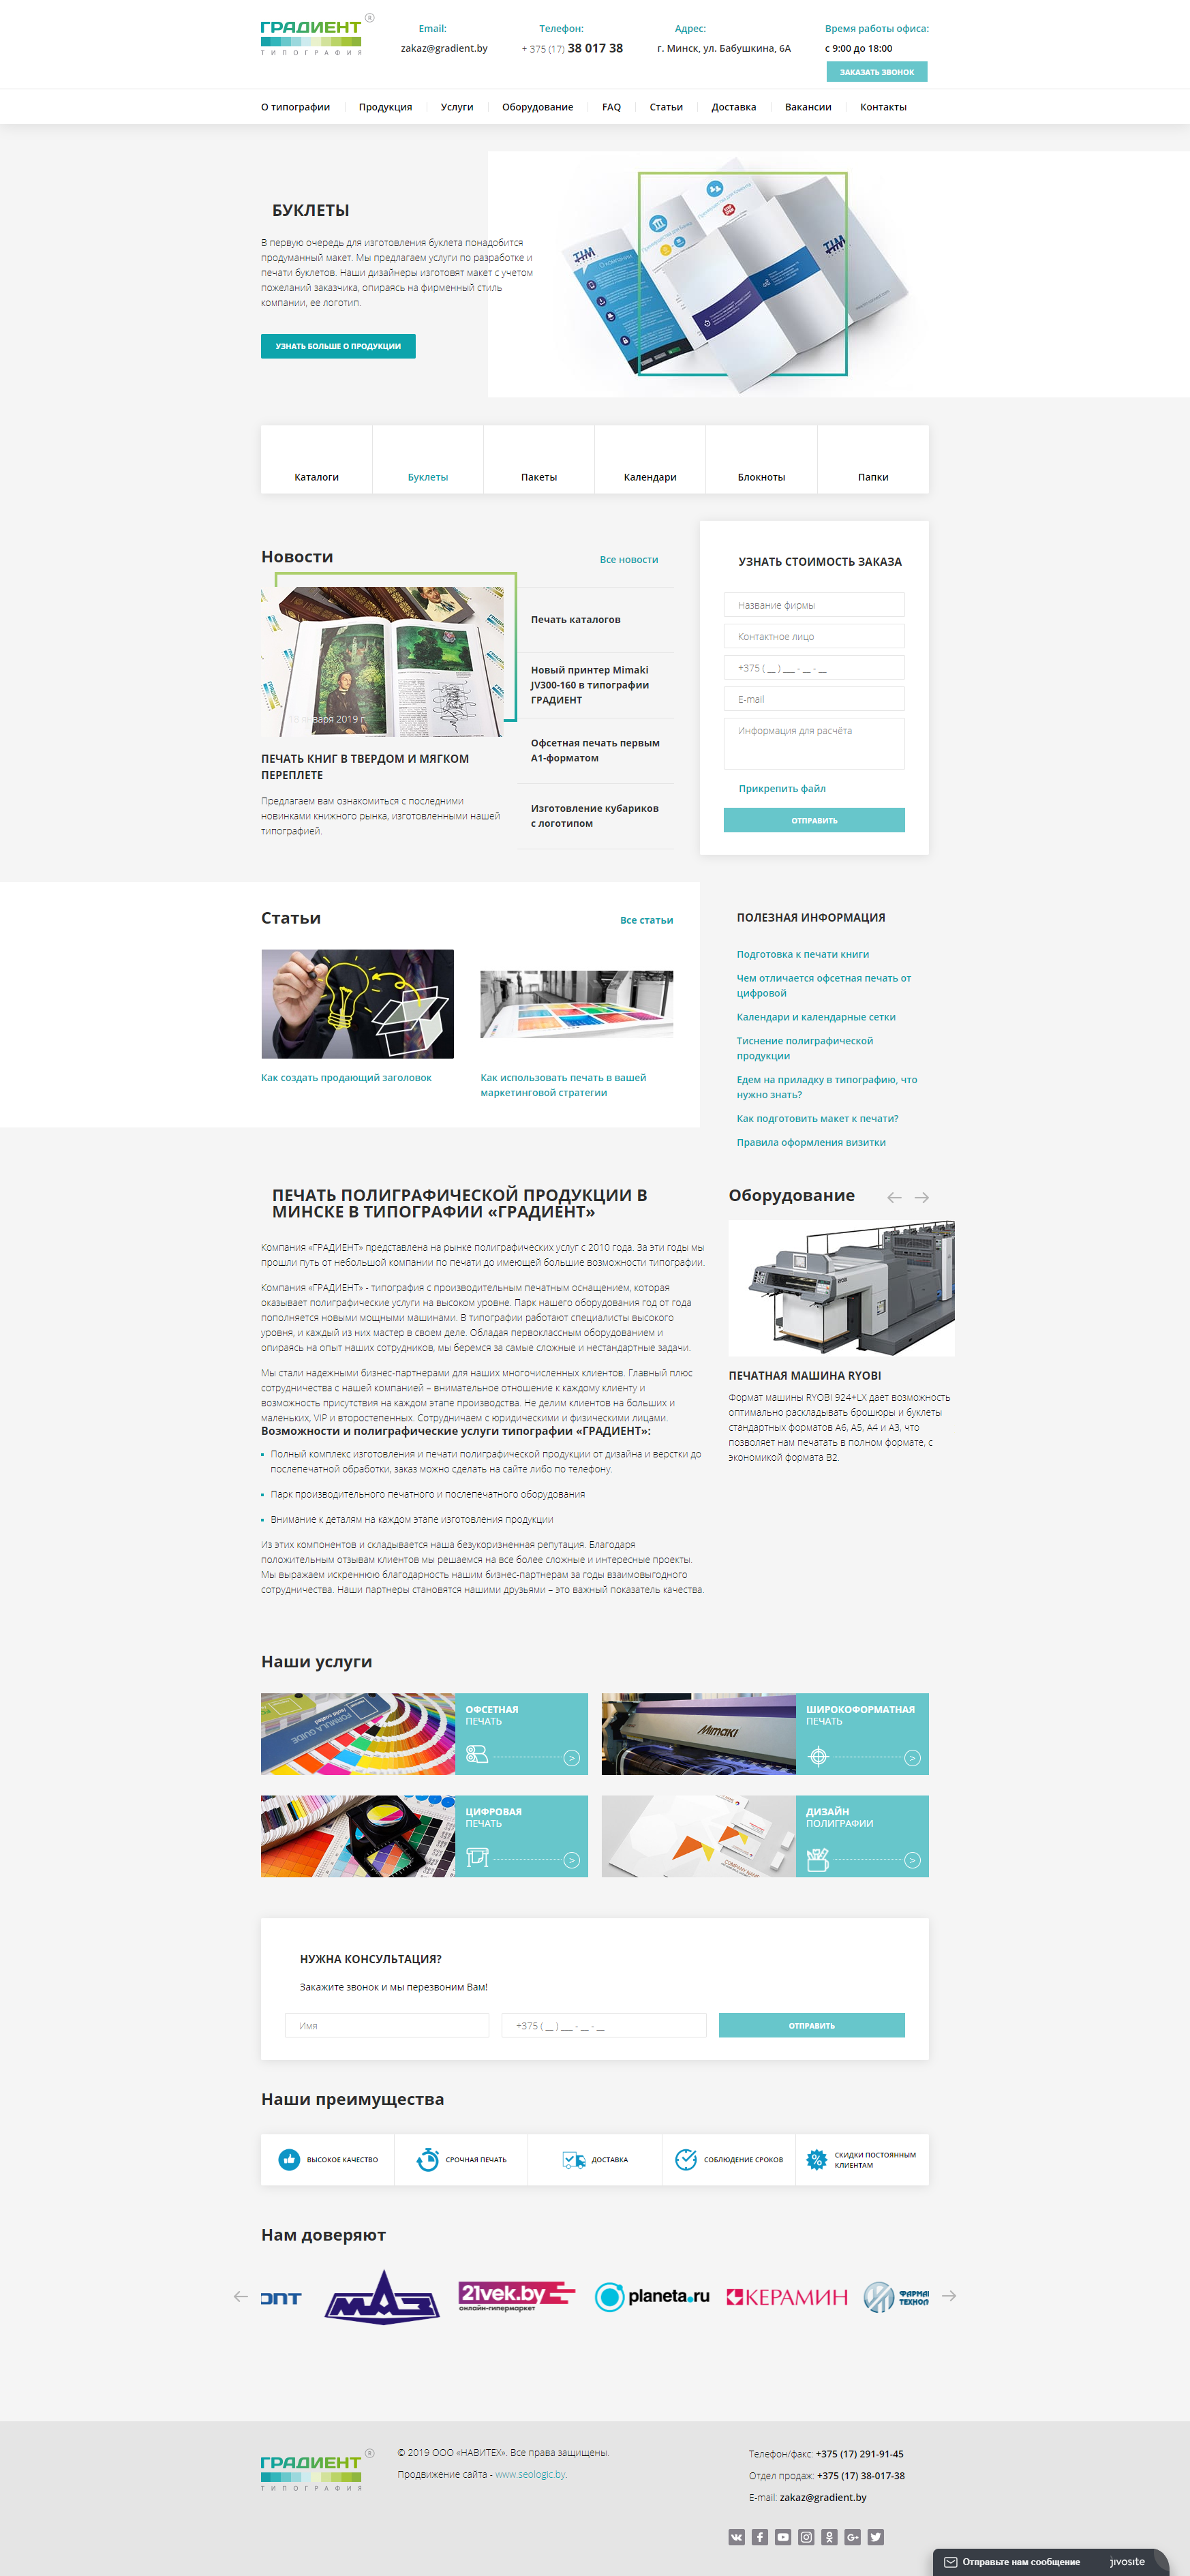 ГРАДИЕНТ ®
ТИПОГРАФИЯ
Email:
zakaz@gradient.by
Телефон:
+ 375 (17) 38 017 38
Адрес:
г. Минск, ул. Бабушкина, 6А
Время работы офиса:
с 9:00 до 18:00
ЗАКАЗАТЬ ЗВОНОК
О типографии
Продукция
Услуги
Оборудование
FAQ
Статьи
Доставка
Вакансии
Контакты
БУКЛЕТЫ
В первую очередь для изготовления буклета понадобится
продуманный макет. Мы предлагаем услуги по разработке и
печати буклетов. Наши дизайнеры изготовят макет с учетом
пожеланий заказчика, опираясь на фирменный стиль
компании, ее логотип.
УЗНАТЬ БОЛЬШЕ О ПРОДУКЦИИ
Каталоги
Буклеты
Пакеты
Календари
Блокноты
Папки
Новости
Все новости
18 января 2019 г.
ПЕЧАТЬ КНИГ В ТВЕРДОМ И МЯГКОМ
ПЕРЕПЛЕТЕ
Предлагаем вам ознакомиться с последними
новинками книжного рынка, изготовленными нашей
типографией.
Печать каталогов
Новый принтер Mimaki
JV300-160 в типографии
ГРАДИЕНТ
Офсетная печать первым
А1-форматом
Изготовление кубариков
с логотипом
УЗНАТЬ СТОИМОСТЬ ЗАКАЗА
Название фирмы
Контактное лицо
+375 ( __ ) ___ - __ - __
E-mail
Информация для расчёта
Прикрепить файл
ОТПРАВИТЬ
Статьи
Все статьи
Как создать продающий заголовок
Как использовать печать в вашей
маркетинговой стратегии
ПОЛЕЗНАЯ ИНФОРМАЦИЯ
Подготовка к печати книги
Чем отличается офсетная печать от
цифровой
Календари и календарные сетки
Тиснение полиграфической
продукции
Едем на приладку в типографию, что
нужно знать?
Как подготовить макет к печати?
Правила оформления визитки
ПЕЧАТЬ ПОЛИГРАФИЧЕСКОЙ ПРОДУКЦИИ В
МИНСКЕ В ТИПОГРАФИИ «ГРАДИЕНТ»
Компания «ГРАДИЕНТ» представлена на рынке полиграфических услуг с 2010 года. За эти годы мы
прошли путь от небольшой компании по печати до имеющей большие возможности типографии.
Компания «ГРАДИЕНТ» - типография с производительным печатным оснащением, которая
оказывает полиграфические услуги на высоком уровне. Парк нашего оборудования год от года
пополняется новыми мощными машинами. В типографии работают специалисты высокого
уровня, и каждый из них мастер в своем деле. Обладая первоклассным оборудованием и
опираясь на опыт наших сотрудников, мы беремся за самые сложные и нестандартные задачи.
Мы стали надежными бизнес-партнерами для наших многочисленных клиентов. Главный плюс
сотрудничества с нашей компанией – внимательное отношение к каждому клиенту и
возможность присутствия на каждом этапе производства. Не делим клиентов на больших и
маленьких, VIP и второстепенных. Сотрудничаем с юридическими и физическими лицами.
Возможности и полиграфические услуги типографии «ГРАДИЕНТ»:
Полный комплекс изготовления и печати полиграфической продукции от дизайна и верстки до
послепечатной обработки, заказ можно сделать на сайте либо по телефону.
Парк производительного печатного и послепечатного оборудования
Внимание к деталям на каждом этапе изготовления продукции
Из этих компонентов и складывается наша безукоризненная репутация. Благодаря
положительным отзывам клиентов мы решаемся на все более сложные и интересные проекты.
Мы выражаем искреннюю благодарность нашим бизнес-партнерам за годы взаимовыгодного
сотрудничества. Наши партнеры становятся нашими друзьями – это важный показатель качества.
Оборудование
ПЕЧАТНАЯ МАШИНА RYOBI
Формат машины RYOBI 924+LX дает возможность
оптимально раскладывать брошюры и буклеты
стандартных форматов А6, А5, А4 и А3, что
позволяет нам печатать в полном формате, с
экономикой формата В2.
Наши услуги
FORMULA GUIDE
ОФСЕТНАЯ
ПЕЧАТЬ
Mimaki
ШИРОКОФОРМАТНАЯ
ПЕЧАТЬ
ЦИФРОВАЯ
ПЕЧАТЬ
ДИЗАЙН
ПОЛИГРАФИИ
НУЖНА КОНСУЛЬТАЦИЯ?
Закажите звонок и мы перезвоним Вам!
Имя
+375 ( __ ) ___ - __ - __
ОТПРАВИТЬ
Наши преимущества
ВЫСОКОЕ КАЧЕСТВО
СРОЧНАЯ ПЕЧАТЬ
ДОСТАВКА
СОБЛЮДЕНИЕ СРОКОВ
СКИДКИ ПОСТОЯННЫМ
КЛИЕНТАМ
Нам доверяют
ОПТ
МАЗ
21vek.by
онлайн-гипермаркет
planeta.ru
КЕРАМИН
ФАРМА
ТЕХНОЛ
ГРАДИЕНТ ®
ТИПОГРАФИЯ
© 2019 ООО «НАВИТЕХ». Все права защищены.
Продвижение сайта - www.seologic.by.
Телефон/факс: +375 (17) 291-91-45
Отдел продаж: +375 (17) 38-017-38
E-mail: zakaz@gradient.by
Отправьте нам сообщение
jivosite